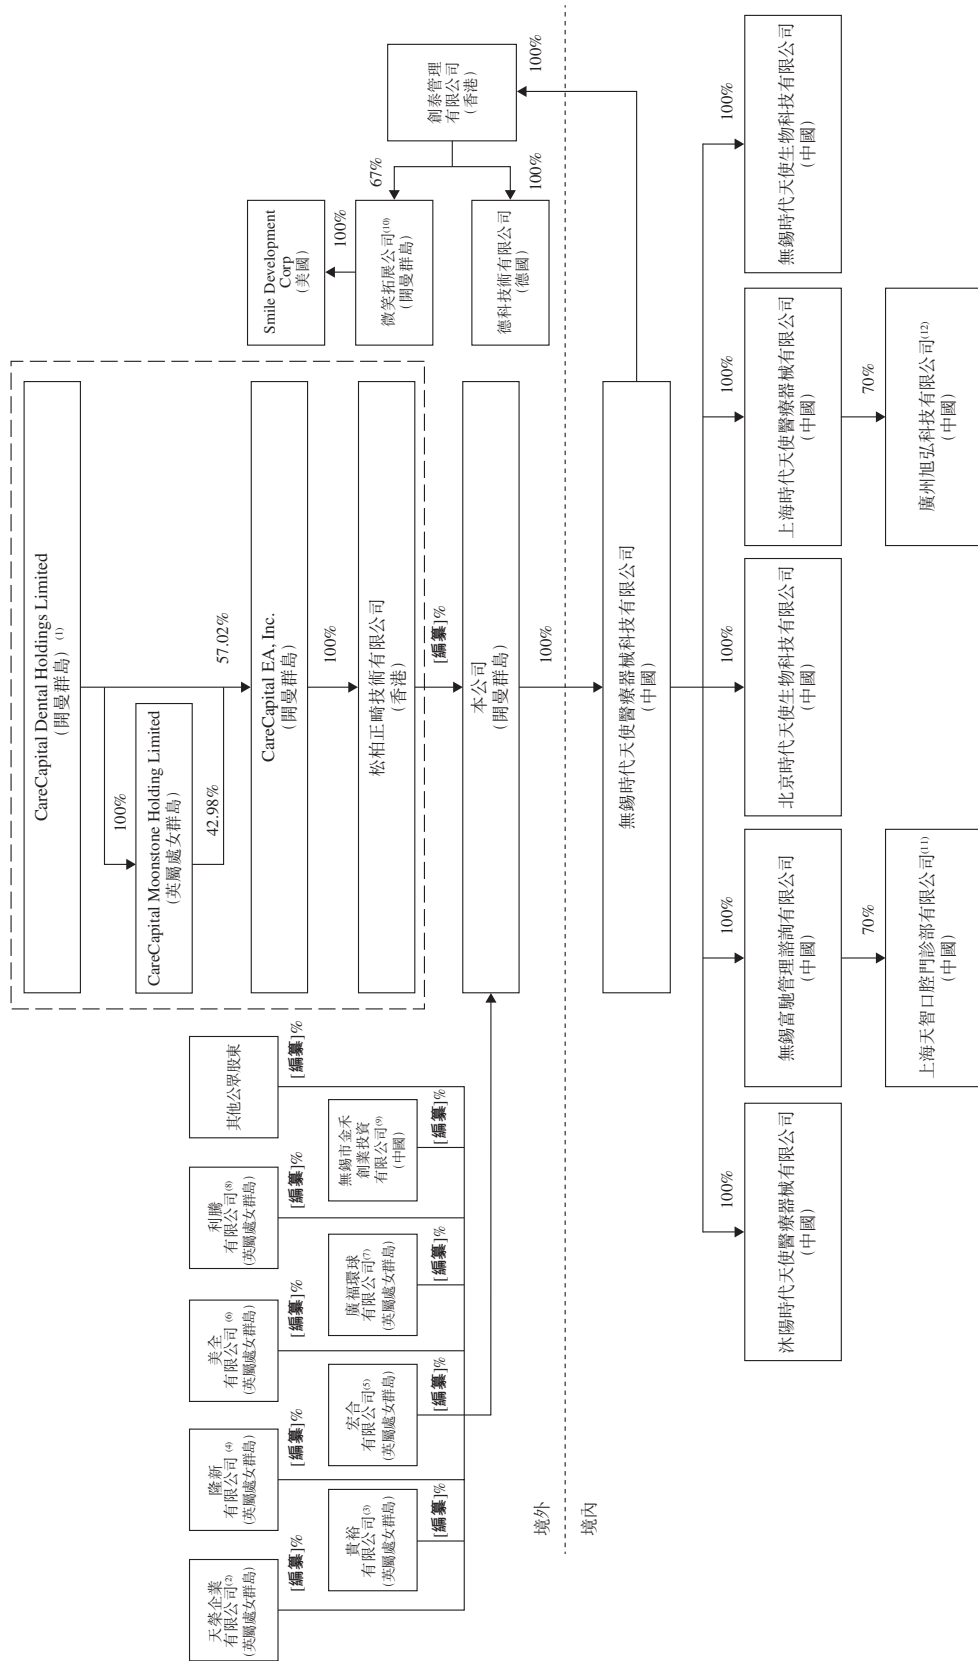 CareCapital Dental Holdings Limited
(開曼群島)(1)
100%
CareCapital Moonstone Holding Limited
(英屬處女群島)
42.98%
57.02%
CareCapital EA, Inc.
(開曼群島)
100%
松柏正畸技術有限公司
(香港)
[編纂]%
天榮企業
有限公司(2)
(英屬處女群島)
[編纂]%
隆新
有限公司(4)
(英屬處女群島)
[編纂]%
美全
有限公司(6)
(英屬處女群島)
[編纂]%
利騰
有限公司(8)
(英屬處女群島)
[編纂]%
其他公眾股東
[編纂]%
貴裕
有限公司(3)
(英屬處女群島)
[編纂]%
宏合
有限公司(5)
(英屬處女群島)
[編纂]%
廣福環球
有限公司(7)
(英屬處女群島)
[編纂]%
無錫市金禾
創業投資
有限公司(9)
(中國)
[編纂]%
本公司
(開曼群島)
100%
Smile Development
Corp
(美國)
100%
微笑拓展公司(10)
(開曼群島)
67%
創泰管理
有限公司
(香港)
100%
德科技術有限公司
(德國)
100%
境外
境內
無錫時代天使醫療器械科技有限公司
(中國)
100%
100%
100%
100%
100%
沭陽時代天使醫療器械有限公司
(中國)
無錫富馳管理諮詢有限公司
(中國)
北京時代天使生物科技有限公司
(中國)
上海時代天使醫療器械有限公司
(中國)
無錫時代天使生物科技有限公司
(中國)
70%
70%
上海天智口腔門診部有限公司(11)
(中國)
廣州旭弘科技有限公司(12)
(中國)